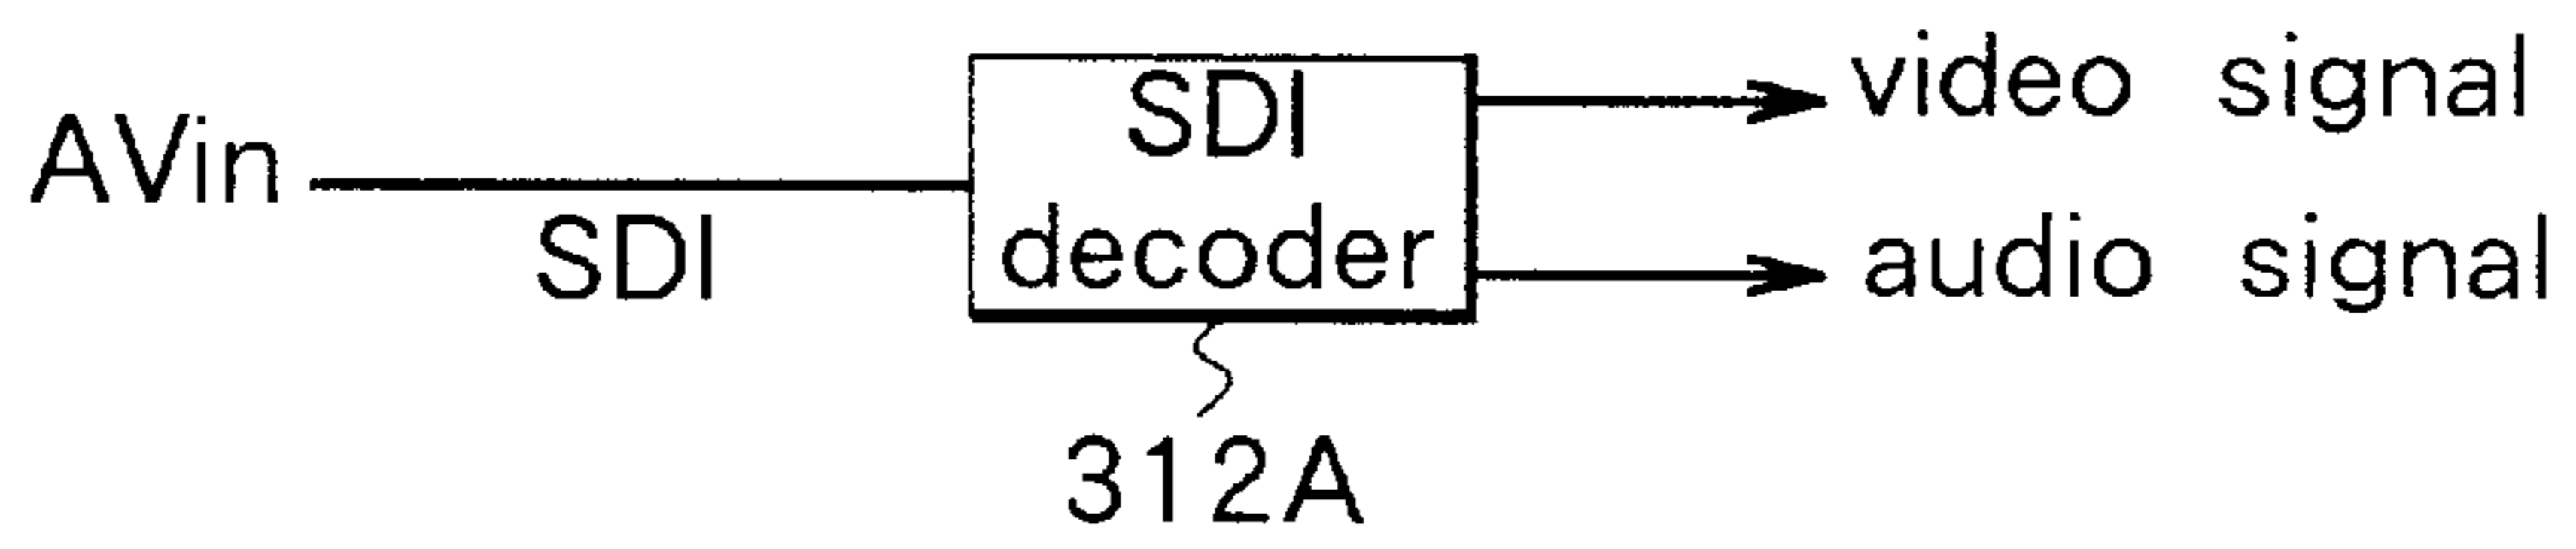 AVin
SDI
SDI
decoder
video signal
audio signal
312A